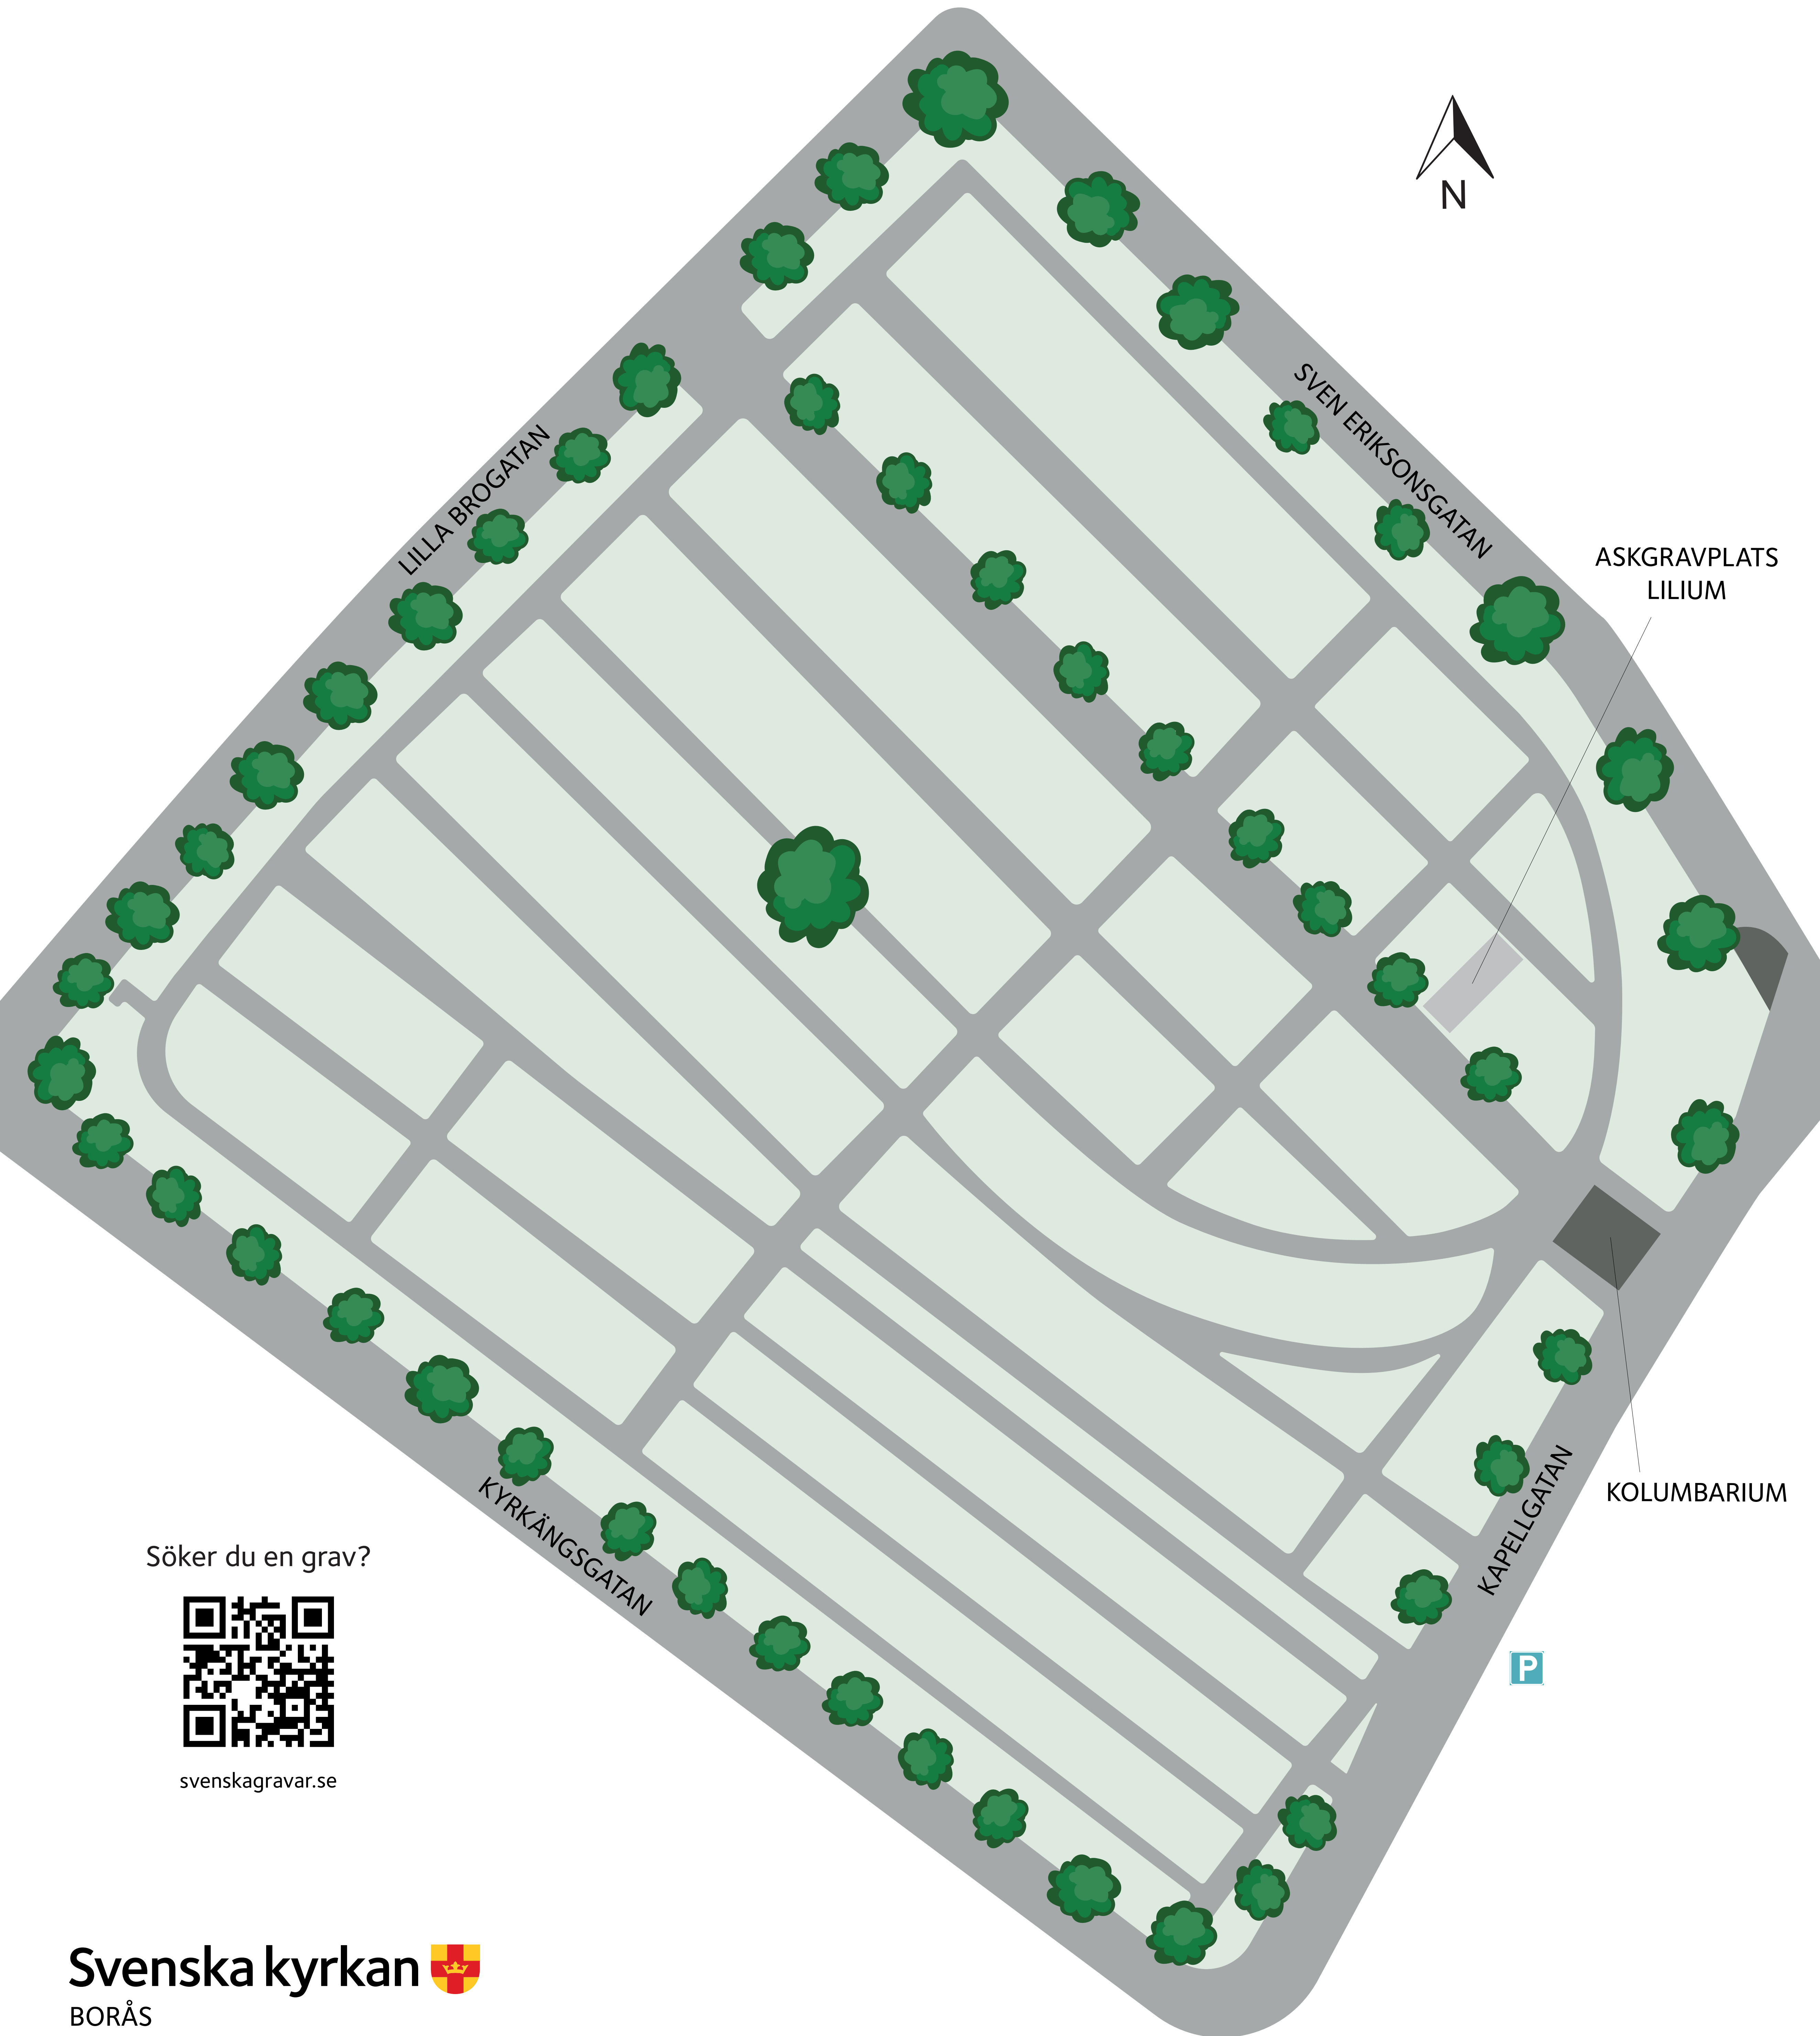 N
SVEN ERIKSONSGATAN
LILLA BROGATAN
ASKGRAVPLATS
LILIUM
KYRKÄNGSGATAN
KAPELLGATAN
KOLUMBARIUM
P
Söker du en grav?
svenskagravar.se
Svenska kyrkan
BORÅS